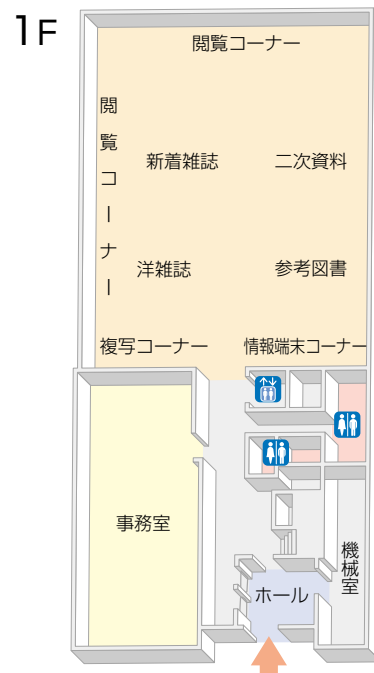 1F
閲覧コーナー
閲覧コーナー
新着雑誌
二次資料
洋雑誌
参考図書
複写コーナー
情報端末コーナー
事務室
機械室
ホール